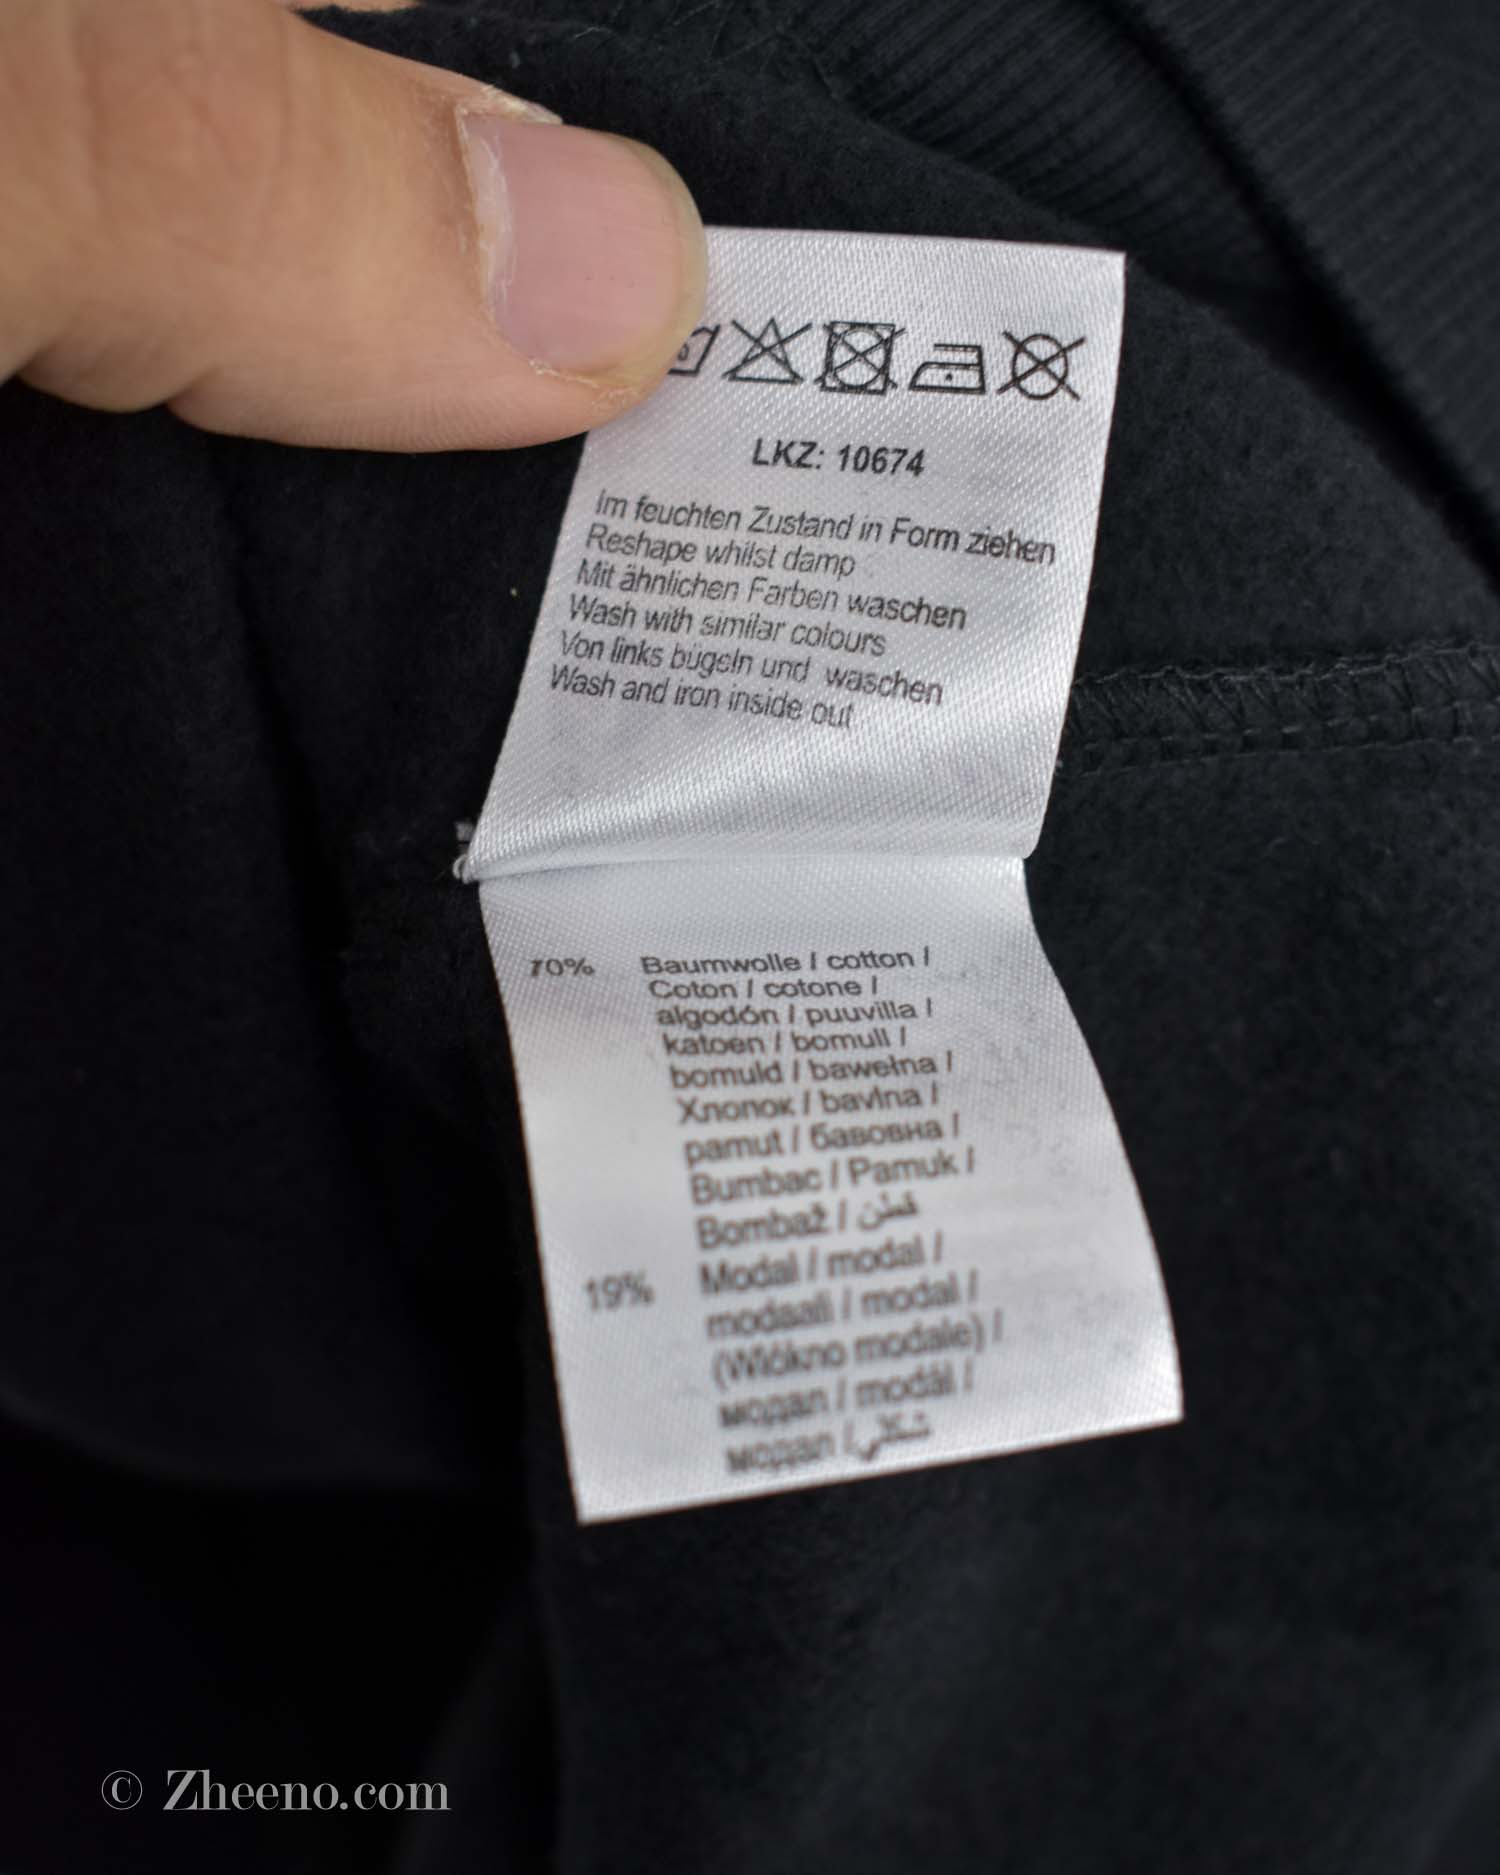 LKZ: 10674
Im feuchten Zustand in Form ziehen
Reshape whilst damp
Mit ähnlichen Farben waschen
Wash with similar colours
Von links bügeln und waschen
Wash and iron inside out
70% Baumwolle / cotton /
Coton / cotone /
algodón / puuvilla /
katoen / bomull /
bomuld / bawełna /
Хлопок / bavlna /
pamut / бавовна /
Bumbac / Pamuk /
Bombaž / قطن
19% Modal / modal /
modaali / modal /
(Włókno modale) /
модал / modál /
модал /
© Zheeno.com